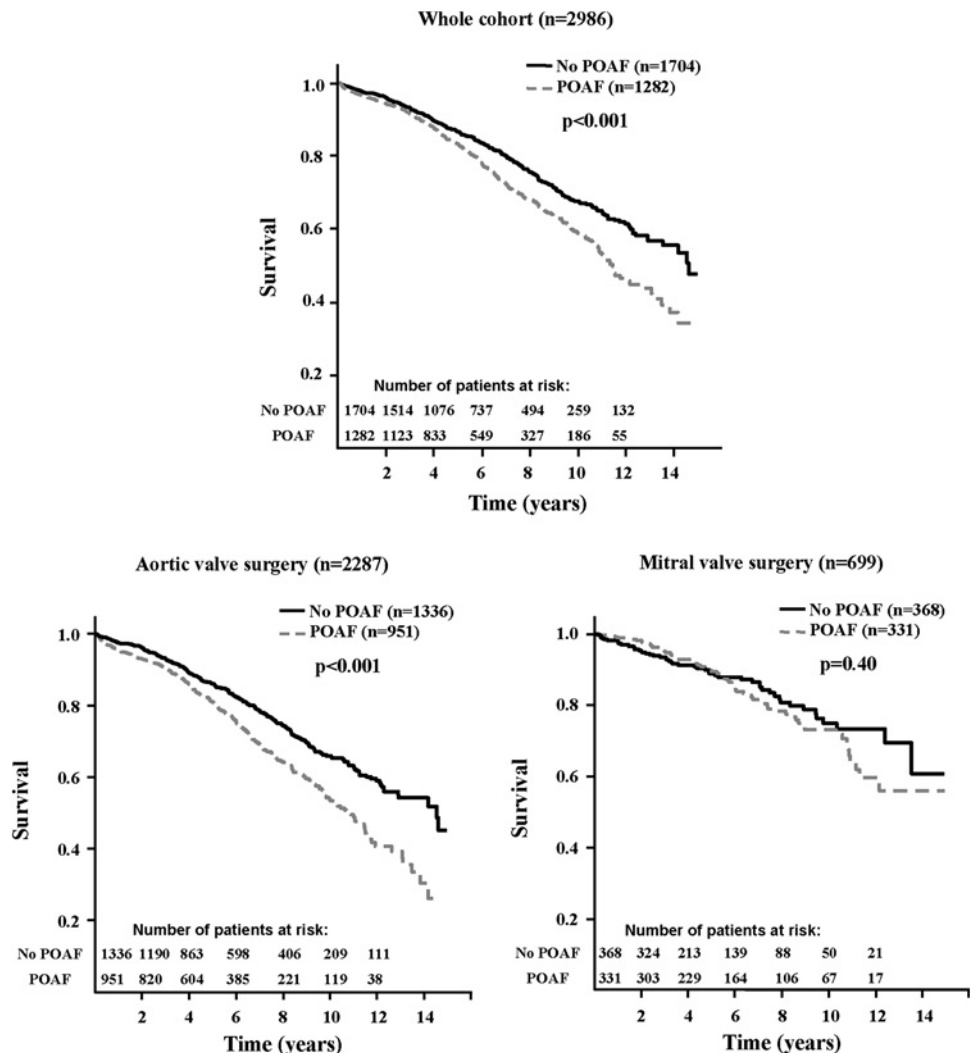 Whole cohort (n=2986)
No POAF (n=1704)
POAF (n=1282)
p<0.001
1.0
0.8
0.6
0.4
0.2
Survival
Number of patients at risk:
No POAF 1704 1514 1076 737 494 259 132
POAF 1282 1123 833 549 327 186 55
2 4 6 8 10 12 14
Time (years)
Aortic valve surgery (n=2287)
No POAF (n=1336)
POAF (n=951)
p<0.001
1.0
0.8
0.6
0.4
0.2
Survival
Number of patients at risk:
No POAF 1336 1190 863 598 406 209 111
POAF 951 820 604 385 221 119 38
2 4 6 8 10 12 14
Time (years)
Mitral valve surgery (n=699)
No POAF (n=368)
POAF (n=331)
p=0.40
1.0
0.8
0.6
0.4
0.2
Survival
Number of patients at risk:
No POAF 368 324 213 139 88 50 21
POAF 331 303 229 164 106 67 17
2 4 6 8 10 12 14
Time (years)